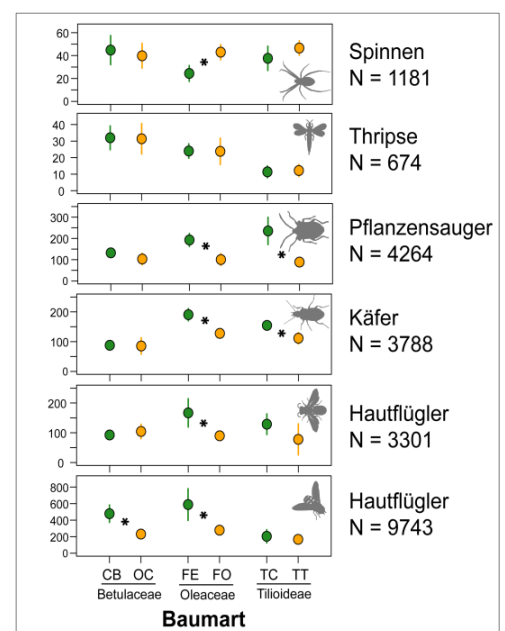 60
40
20
0
Spinnen
N = 1181
*
40
30
20
10
0
Thripse
N = 674
300
200
100
0
Pflanzensauger
N = 4264
*
*
200
100
0
Käfer
N = 3788
*
*
200
100
0
Hautflügler
N = 3301
*
800
600
400
200
0
Hautflügler
N = 9743
*
*
CB OC FE FO TC TT
Betulaceae Oleaceae Tilioideae
Baumart